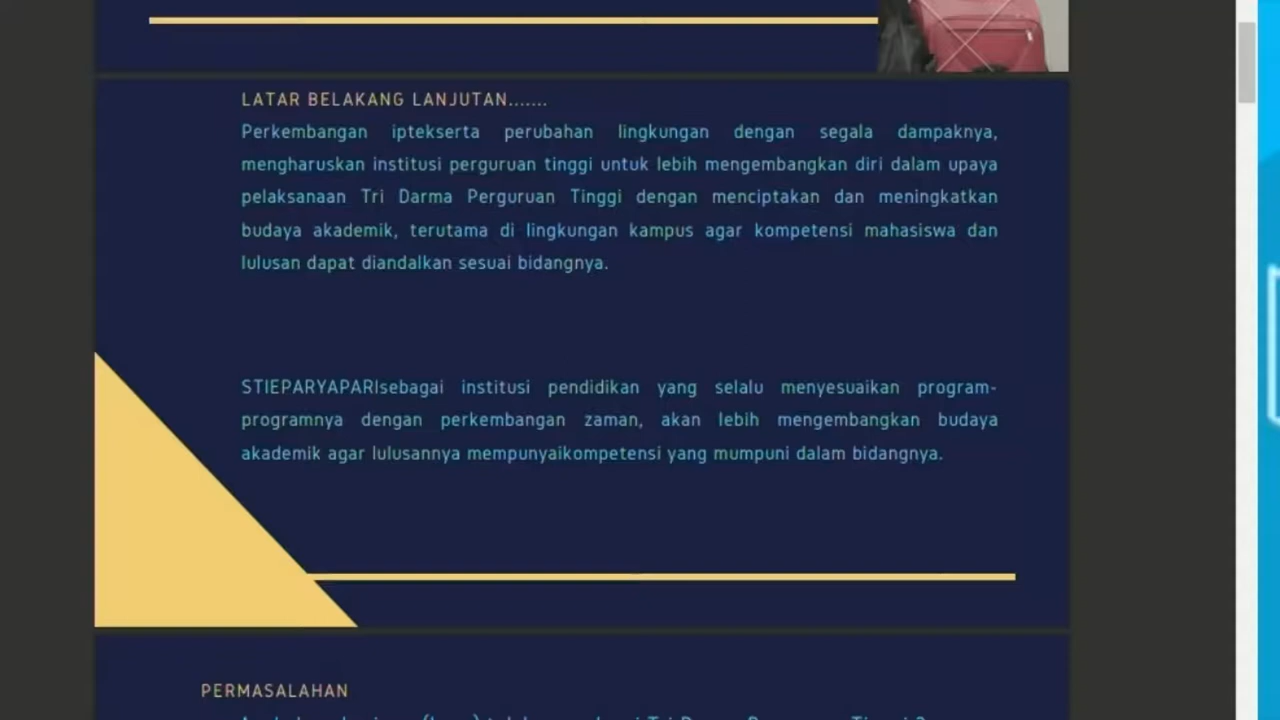 LATAR BELAKANG LANJUTAN.......
Perkembangan iptekserta perubahan lingkungan dengan segala dampaknya,
mengharuskan institusi perguruan tinggi untuk lebih mengembangkan diri dalam upaya
pelaksanaan Tri Darma Perguruan Tinggi dengan menciptakan dan meningkatkan
budaya akademik, terutama di lingkungan kampus agar kompetensi mahasiswa dan
lulusan dapat diandalkan sesuai bidangnya.
STIEPARYAPARIsebagai institusi pendidikan yang selalu menyesuaikan program-
programnya dengan perkembangan zaman, akan lebih mengembangkan budaya
akademik agar lulusannya mempunyaikompetensi yang mumpuni dalam bidangnya.
PERMASALAHAN